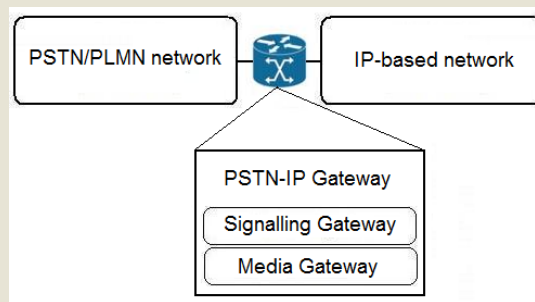 PSTN/PLMN network
IP-based network
PSTN-IP Gateway
Signalling Gateway
Media Gateway